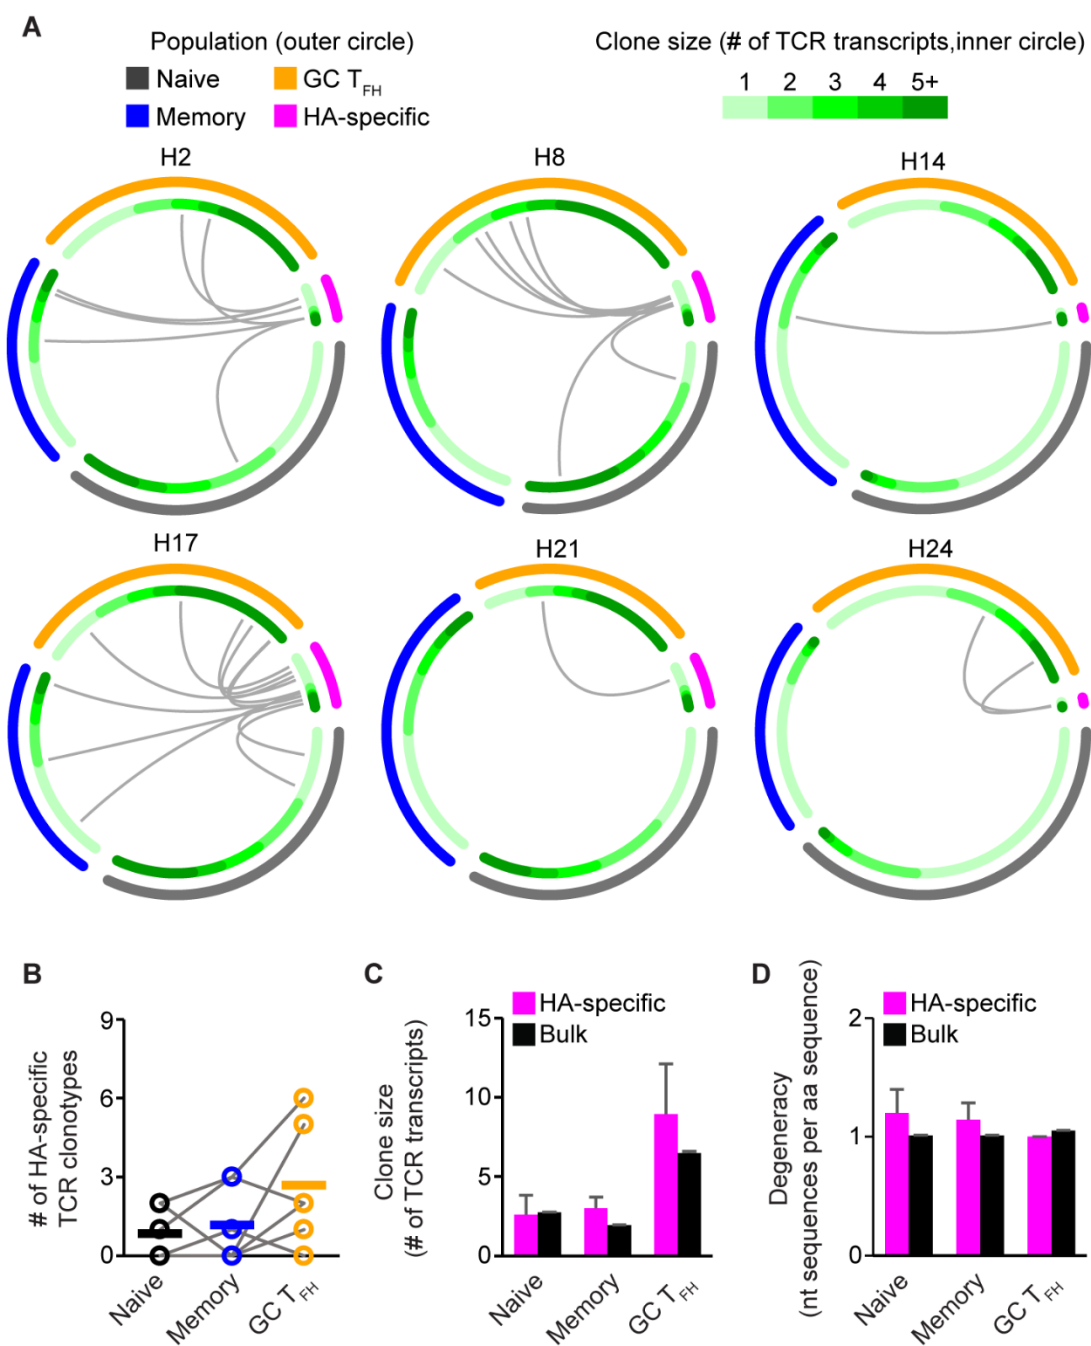 A
Population (outer circle)
Clone size (# of TCR transcripts,inner circle)
Naive
GC TFH
Memory
HA-specific
1 2 3 4 5+
H2
H8
H14
H17
H21
H24
B
# of HA-specific
TCR clonotypes
9
6
3
0
Naive
Memory
GC TFH
C
HA-specific
Bulk
Clone size
(# of TCR transcripts)
15
10
5
0
Naive
Memory
GC TFH
D
HA-specific
Bulk
Degeneracy
(nt sequences per aa sequence)
2
1
0
Naive
Memory
GC TFH